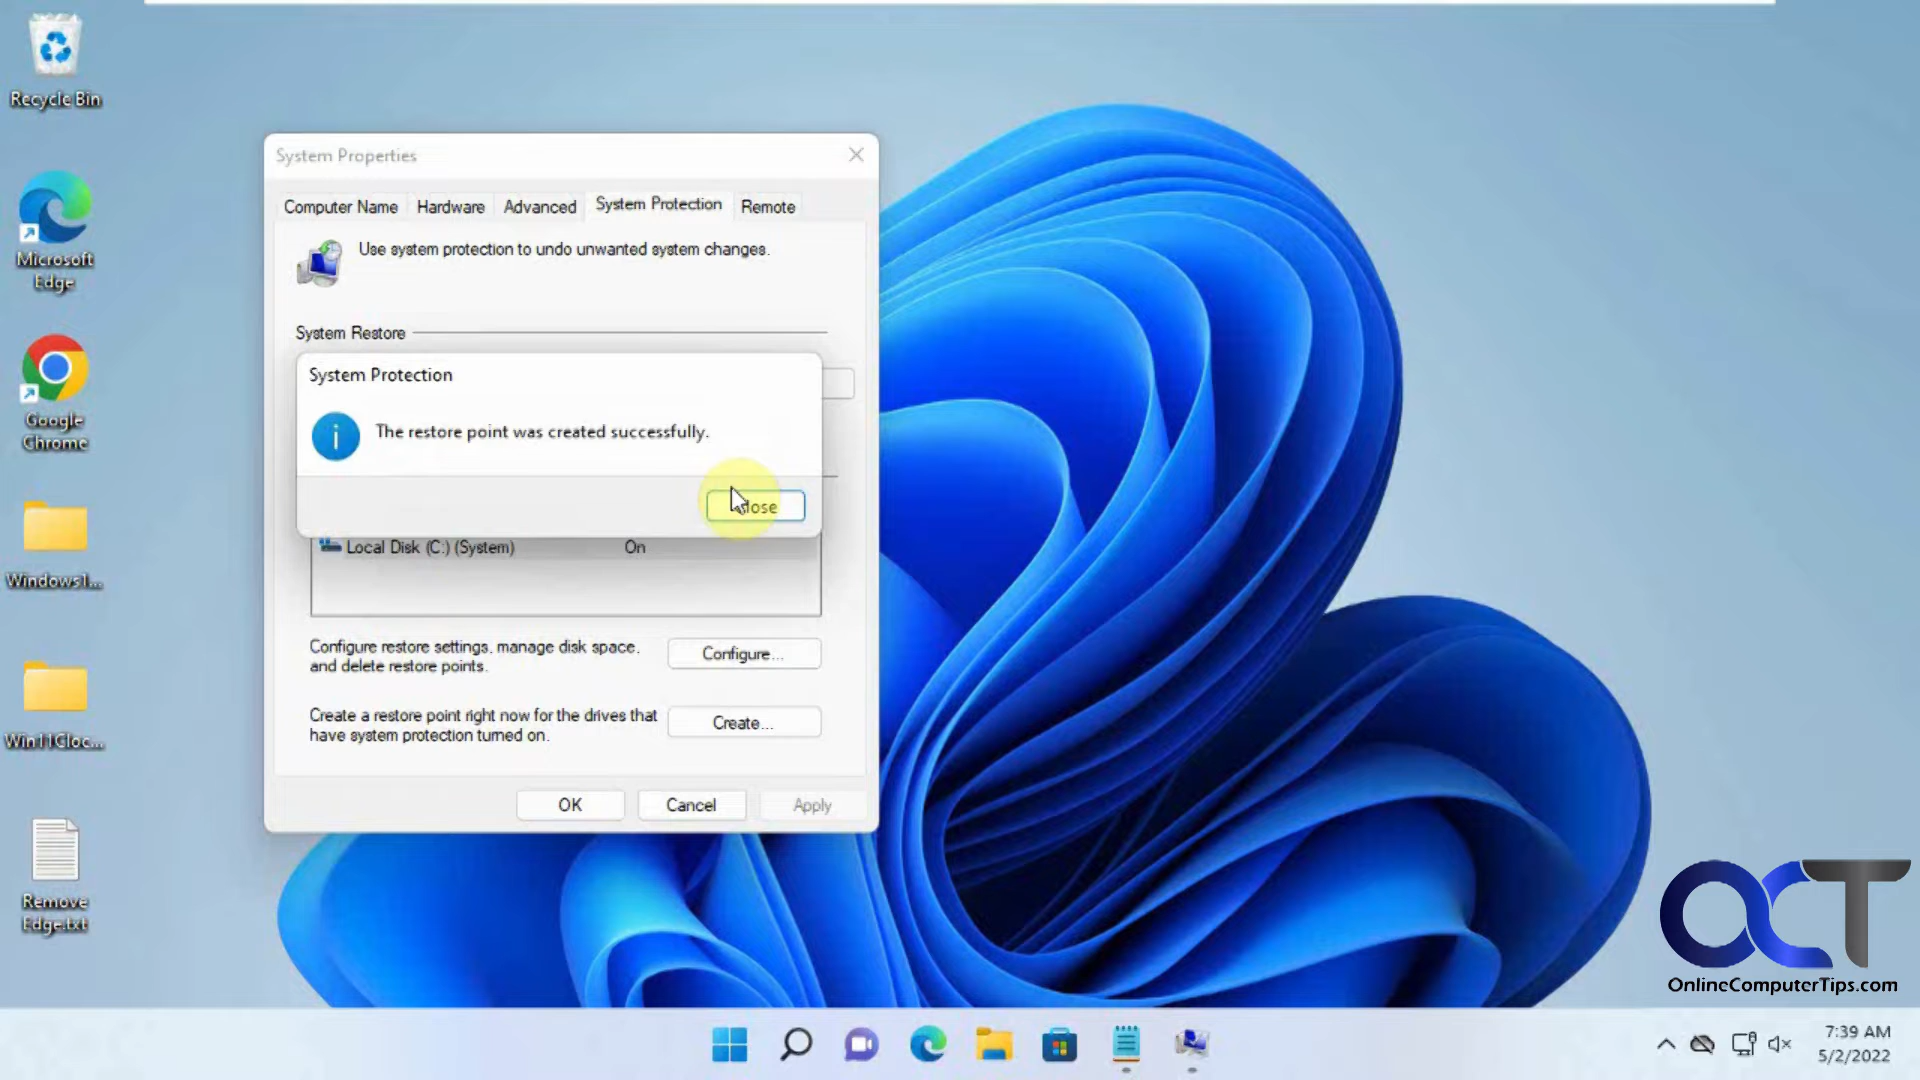 Recycle Bin
Microsoft
Edge
Google
Chrome
Windows1...
Win11Cloc...
Remove
Edge.txt
System Properties
Computer Name
Hardware
Advanced
System Protection
Remote
Use system protection to undo unwanted system changes.
System Restore
System Protection
The restore point was created successfully.
Local Disk (C:) (System)
On
Configure restore settings, manage disk space,
and delete restore points.
Configure...
Create a restore point right now for the drives that
have system protection turned on.
Create...
OK
Cancel
Apply
OCT
OnlineComputerTips.com
7:39 AM
5/2/2022